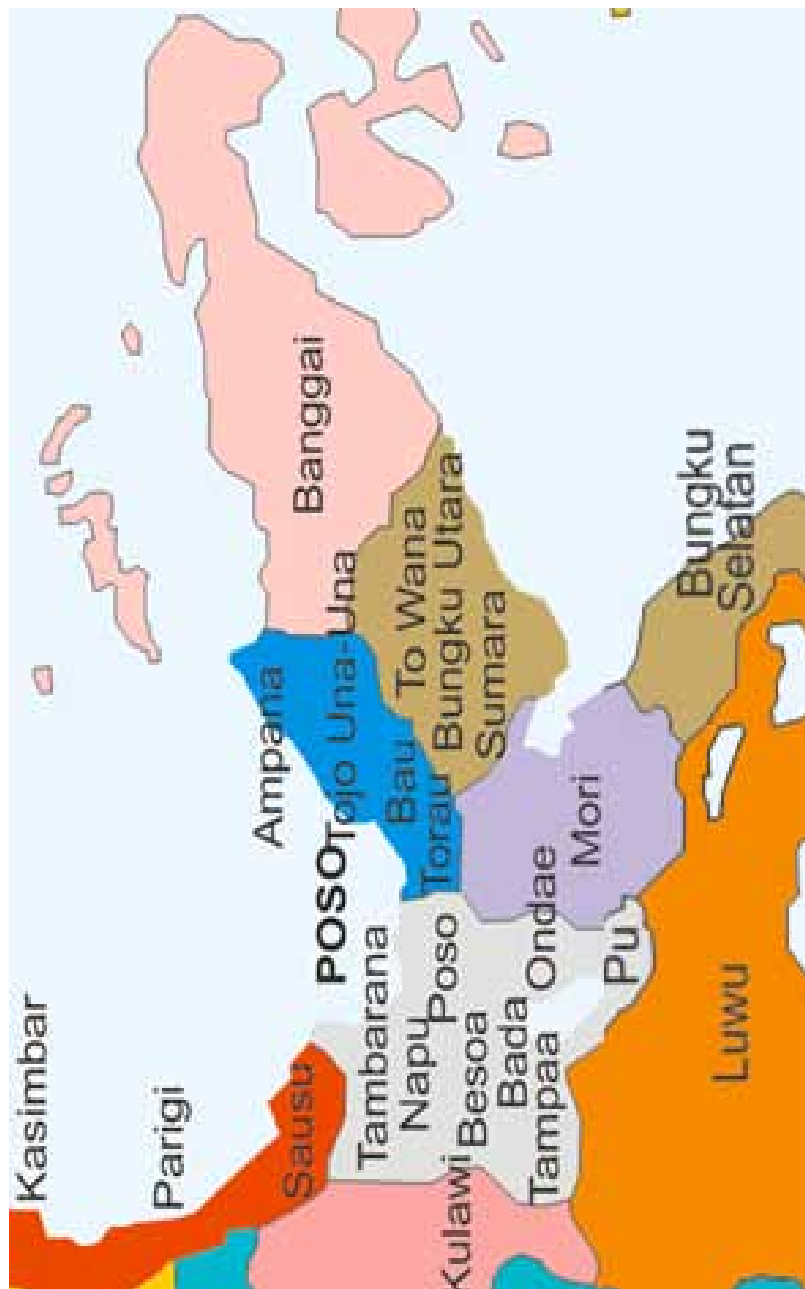 Kasimbar
Parigi
Ampana
Sausu
Banggai
POSO
Tojo Una-Una
Tambarana
Bau
To Wana
Napu
Torau
Poso
Bungku Utara
Kulawi
Besoa
Sumara
Bada
Ondae
Tampaa
Mori
Pu
Bungku
Selatan
Luwu